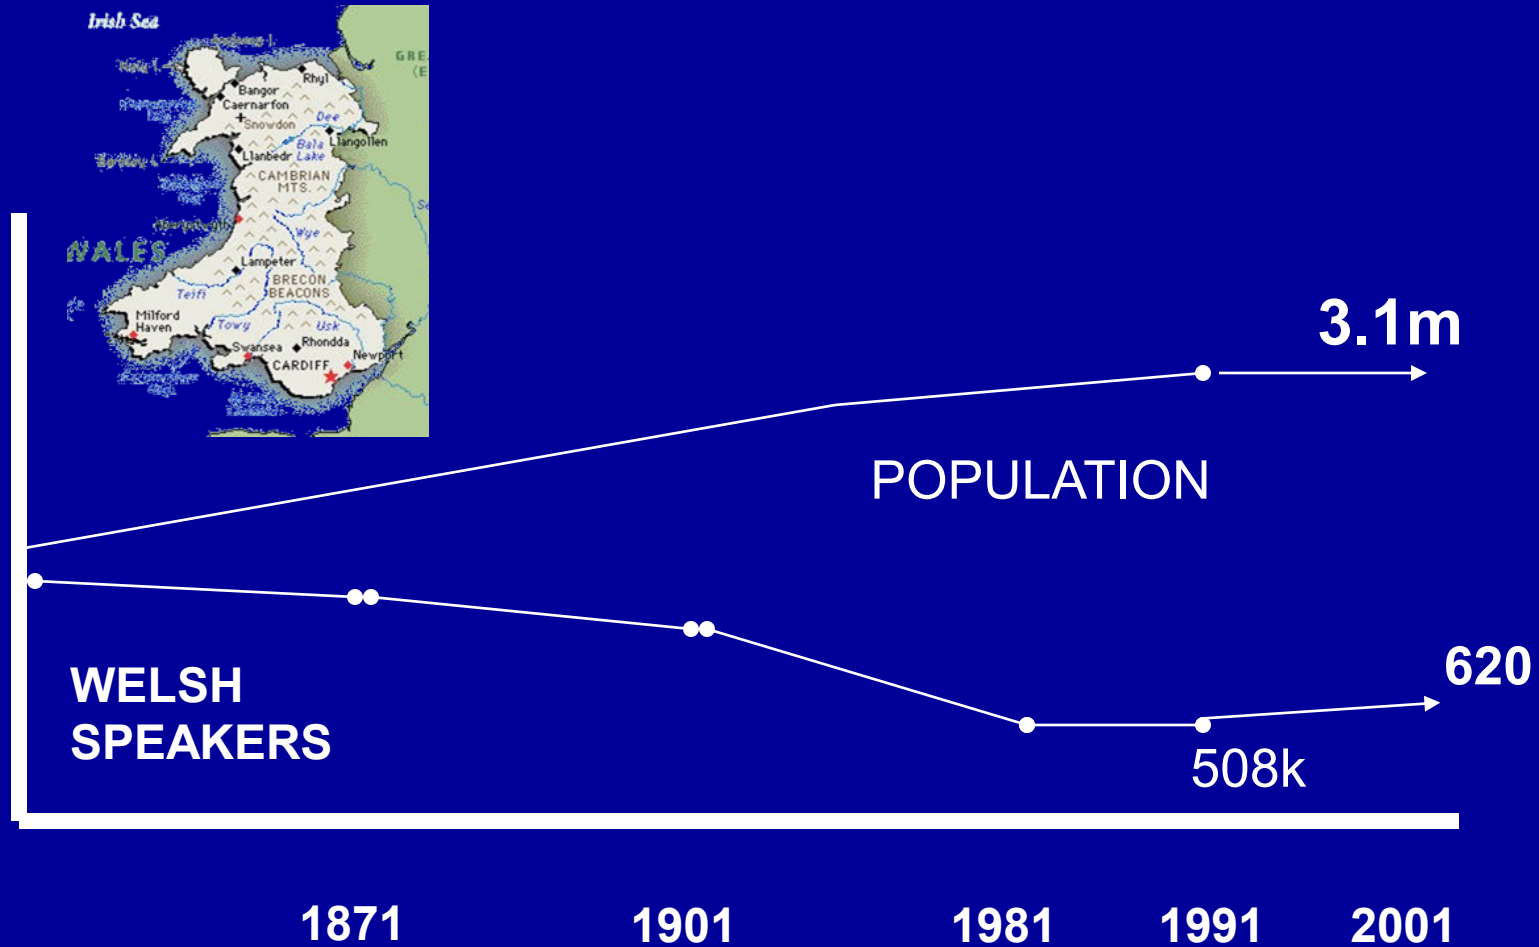 Irish Sea
GRE
(E
Rhyl
Bangor
Caernarfon
Snowdon
Dee
Llangollen
Bala
Lake
Llanbedr
CAMBRIAN
MTS.
Se
Wye
WALES
Lampeter
BRECON
BEACONS
Teifi
Milford
Haven
Towy
Usk
Swansea
Rhondda
Newport
CARDIFF
3.1m
POPULATION
WELSH
SPEAKERS
620
508k
1871 1901 1981 1991 2001